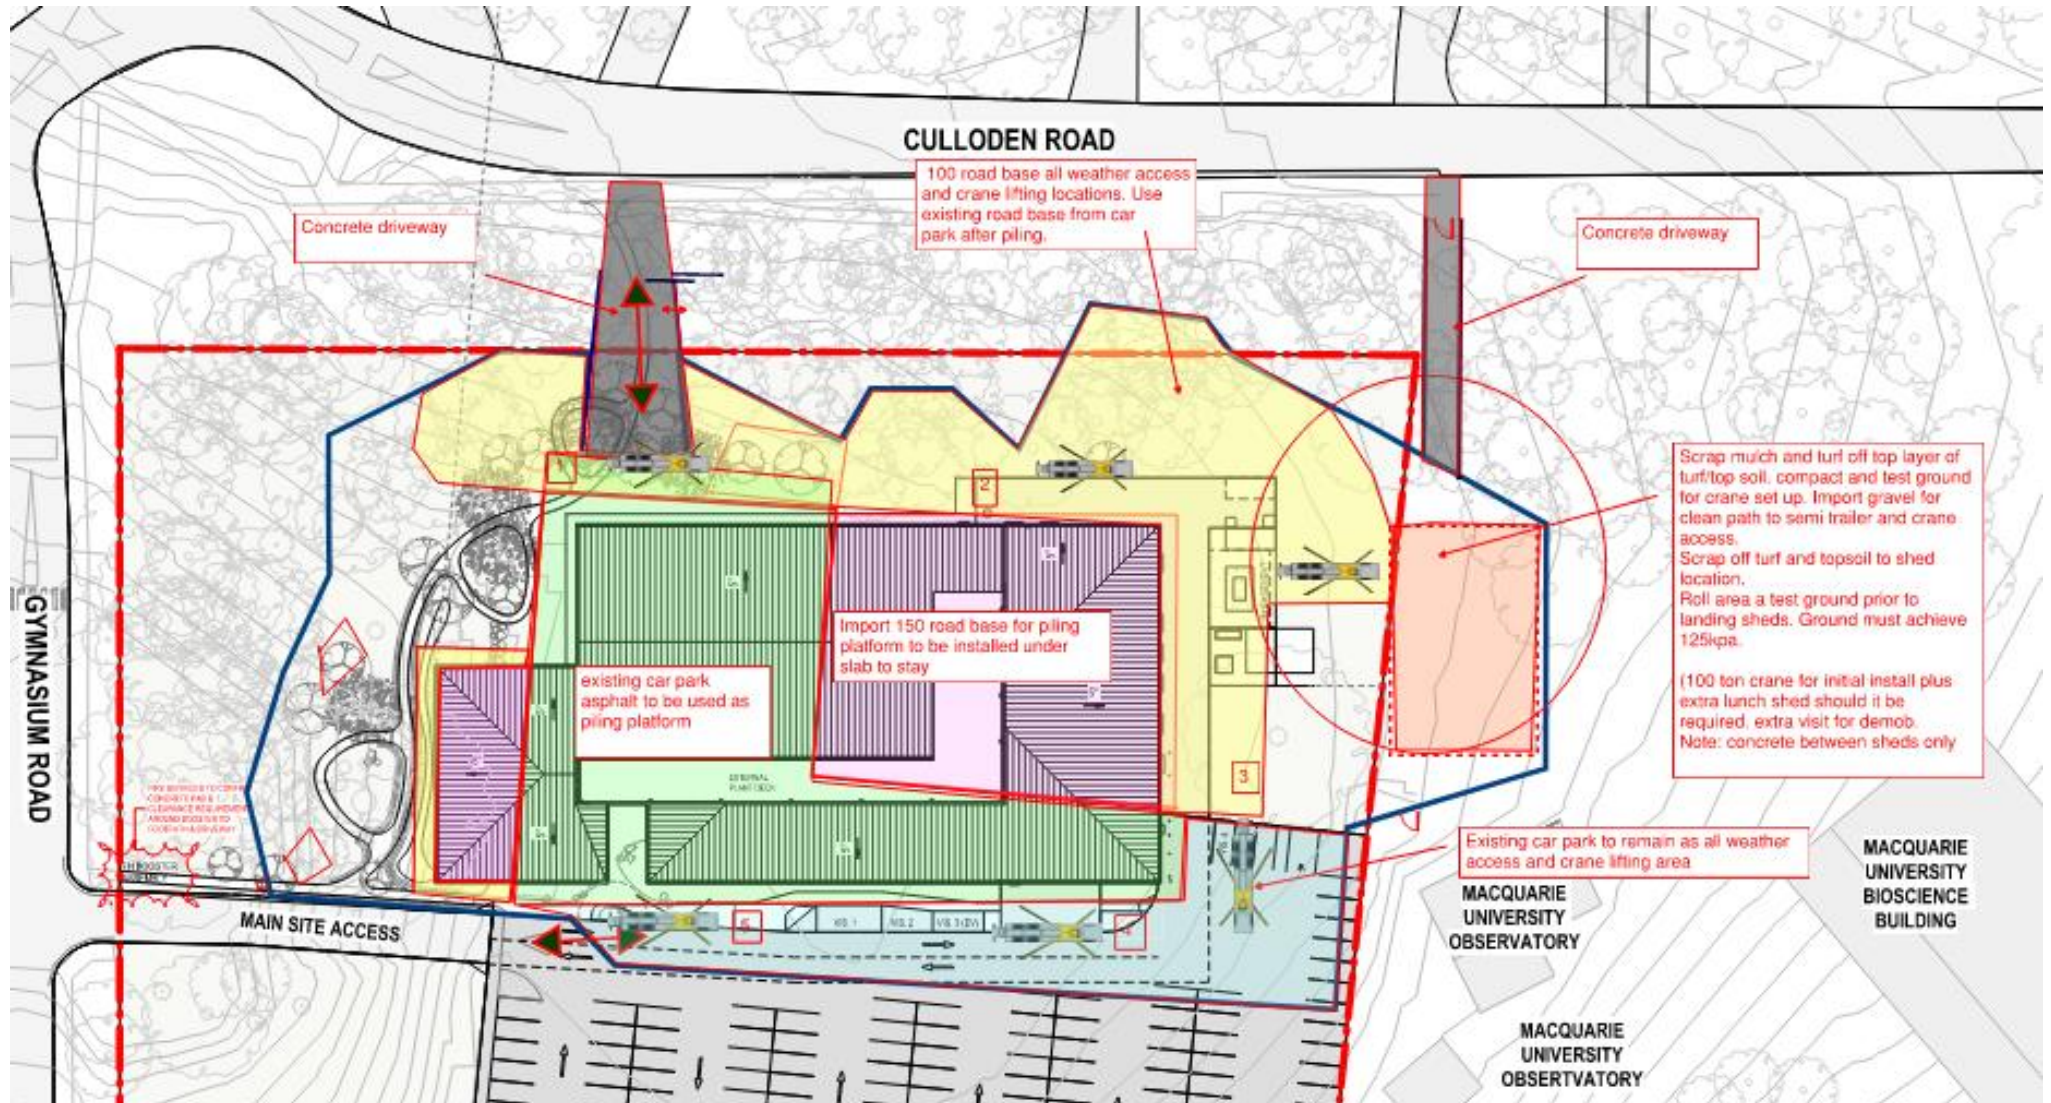 CULLODEN ROAD
100 road base all weather access
and crane lifting locations. Use
existing road base from car
park after piling.
Concrete driveway
Concrete driveway
Scrap mulch and turf off top layer of
turf/top soil. compact and test ground
for crane set up. Import gravel for
clean path to semi trailer and crane
access.
Scrap off turf and topsoil to shed
location.
Roll area a test ground prior to
landing sheds. Ground must achieve
125kpa.
(100 ton crane for initial install plus
extra lunch shed should it be
required, extra visit for demob.
Note: concrete between sheds only
1
2
Import 150 road base for piling
platform to be installed under
slab to stay
existing car park
asphalt to be used as
piling platform
EXTERNAL
PLANT DECK
3
GYMNASIUM ROAD
Existing car park to remain as all weather
access and crane lifting area
MAIN SITE ACCESS
5
4
MACQUARIE
UNIVERSITY
OBSERVATORY
MACQUARIE
UNIVERSITY
BIOSCIENCE
BUILDING
MACQUARIE
UNIVERSITY
OBSERTVATORY